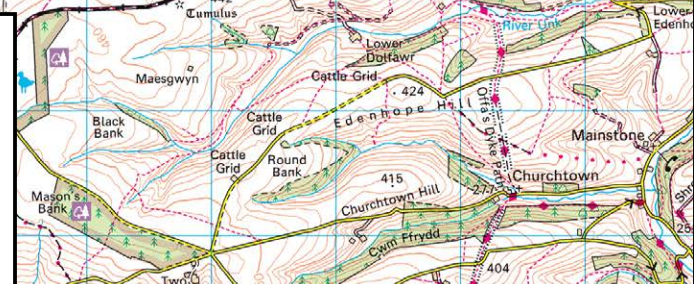 Tumulus
River Unk
Lower
Edenh
Lower
Dolfawr
Maesgwyn
Cattle Grid
424
Edenhope Hill
Offa's Dyke Path
Black
Bank
Cattle
Grid
Mainstone
Cattle
Grid
Round
Bank
415
277
Churchtown
Mason's
Bank
Churchtown Hill
Cwm Ffrydd
404
Two